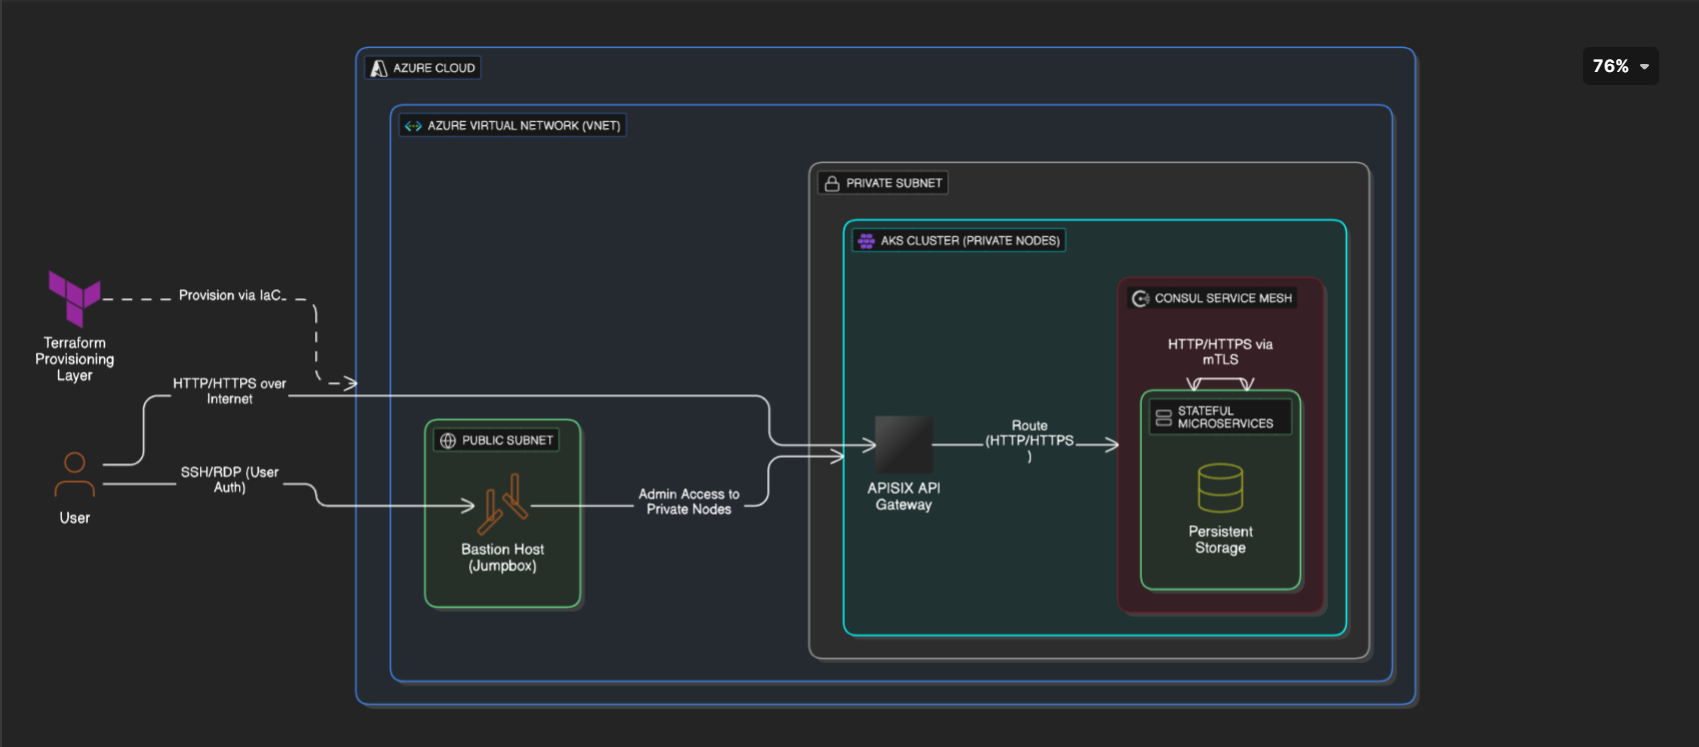 AZURE CLOUD
76%
AZURE VIRTUAL NETWORK (VNET)
PRIVATE SUBNET
AKS CLUSTER (PRIVATE NODES)
CONSUL SERVICE MESH
HTTP/HTTPS via
mTLS
STATEFUL
MICROSERVICES
Persistent
Storage
Provision via IaC
Terraform
Provisioning
Layer
HTTP/HTTPS over
Internet
SSH/RDP (User
Auth)
User
PUBLIC SUBNET
Bastion Host
(Jumpbox)
Admin Access to
Private Nodes
APISIX API
Gateway
Route
(HTTP/HTTPS
)